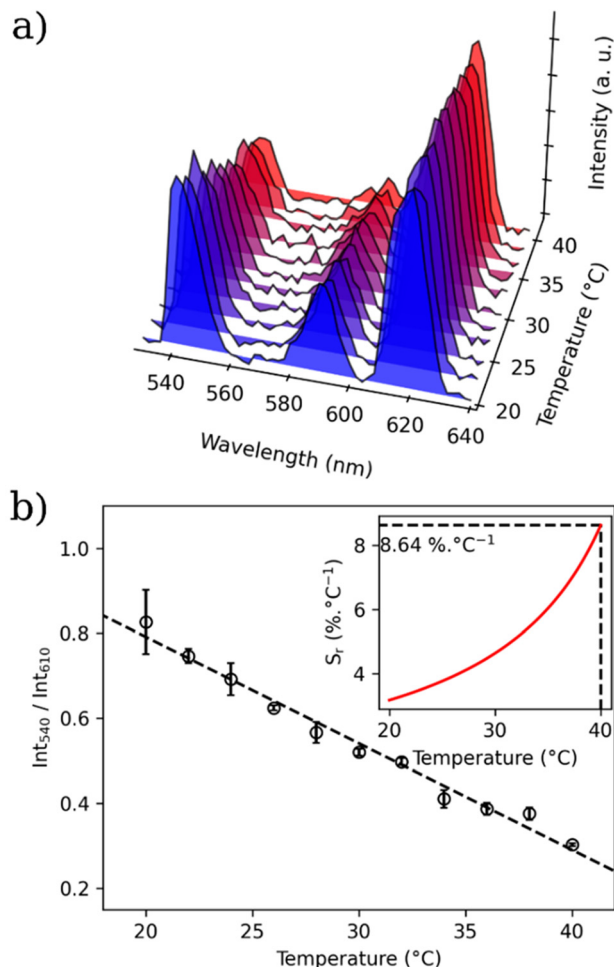 a)
Intensity (a. u.)
40
35
30
25
20
Temperature (°C)
540
560
580
600
620
640
Wavelength (nm)
b)
1.0
0.8
0.6
0.4
0.2
Int₅₄₀ / Int₆₁₀
20
25
30
35
40
Temperature (°C)
8.64 %.°C⁻¹
8
6
4
Sᵣ (%.°C⁻¹)
20
30
40
Temperature (°C)